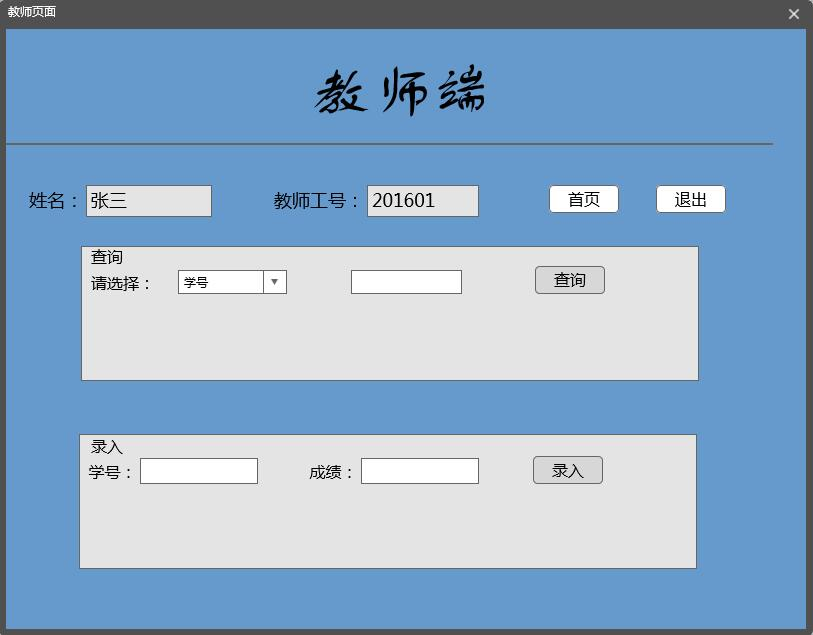 教师页面
教师端
姓名： 张三 教师工号： 201601 首页 退出
查询
请选择： 学号 查询
录入
学号： 成绩： 录入